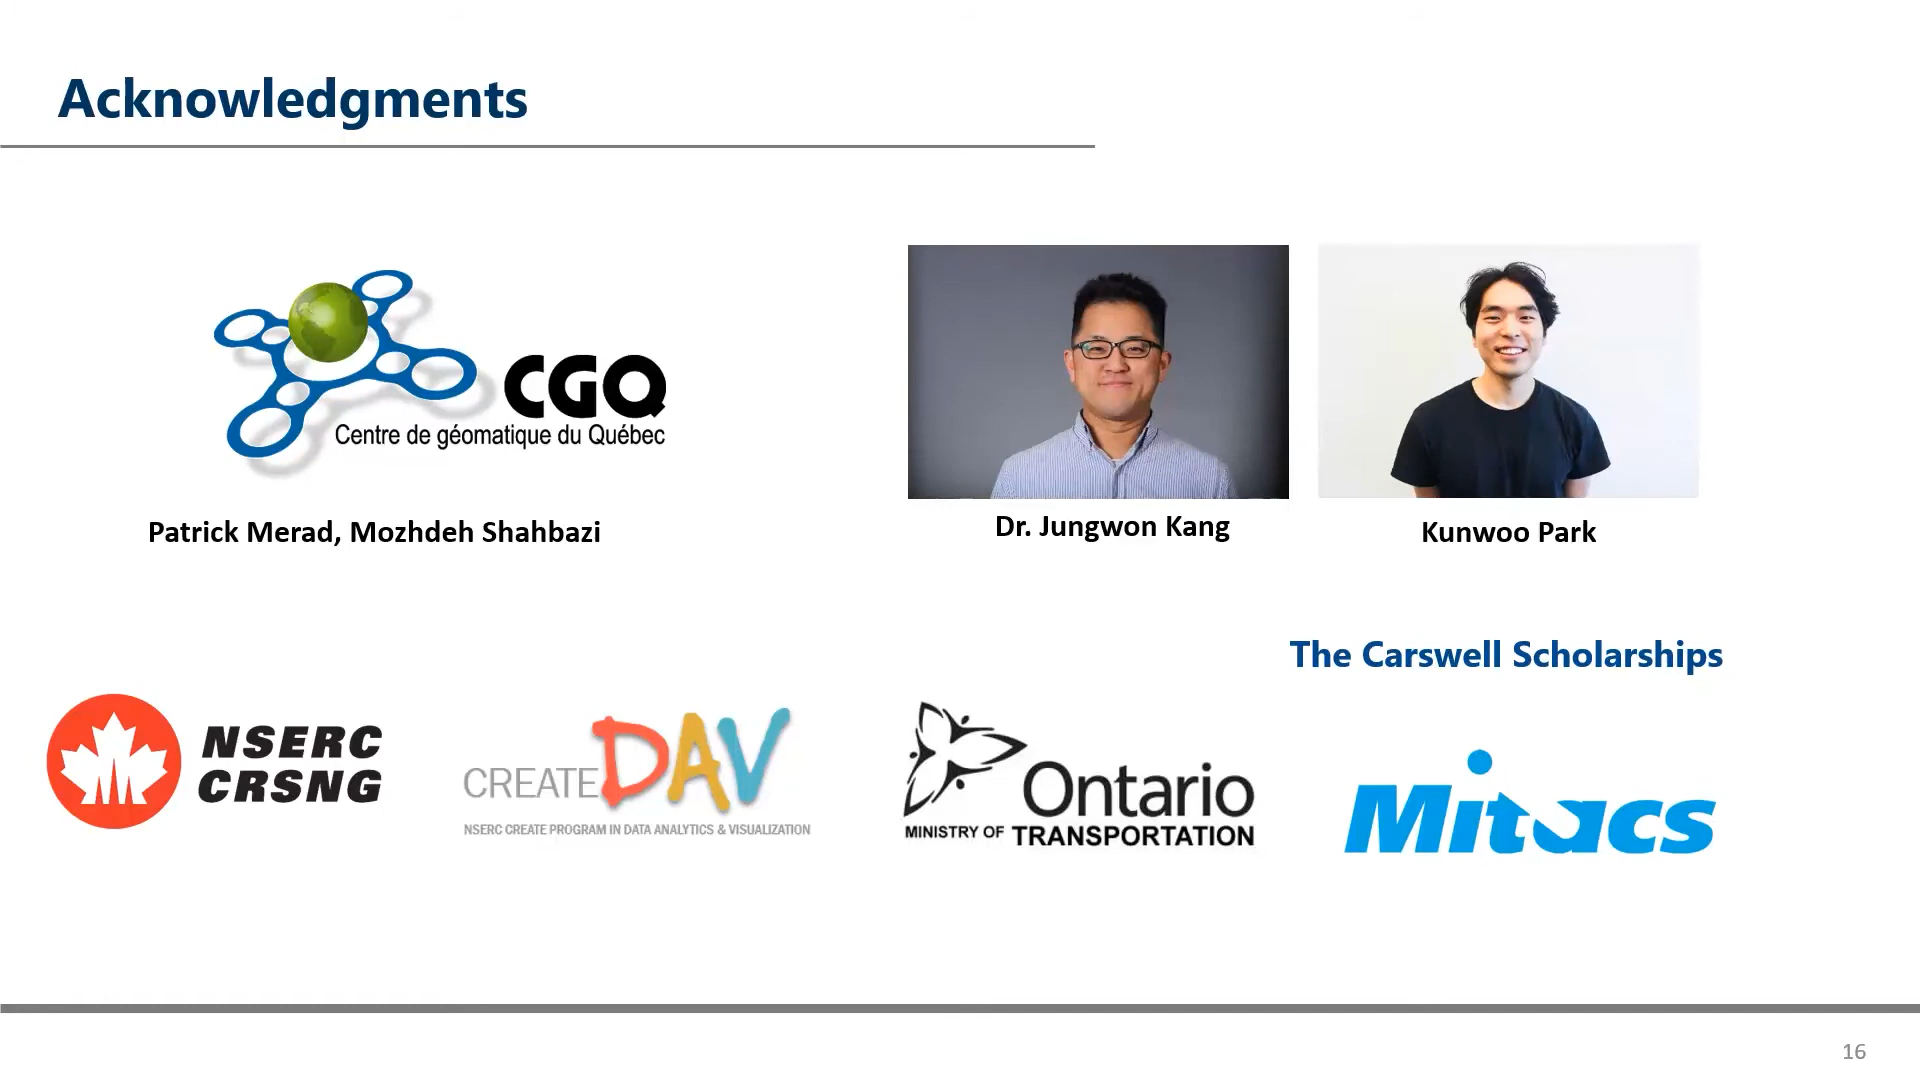 Acknowledgments
CGQ
Centre de géomatique du Québec
Patrick Merad, Mozhdeh Shahbazi
Dr. Jungwon Kang
Kunwoo Park
The Carswell Scholarships
NSERC
CRSNG
CREATE DAV
NSERC CREATE PROGRAM IN DATA ANALYTICS & VISUALIZATION
Ontario
MINISTRY OF TRANSPORTATION
Mitacs
16